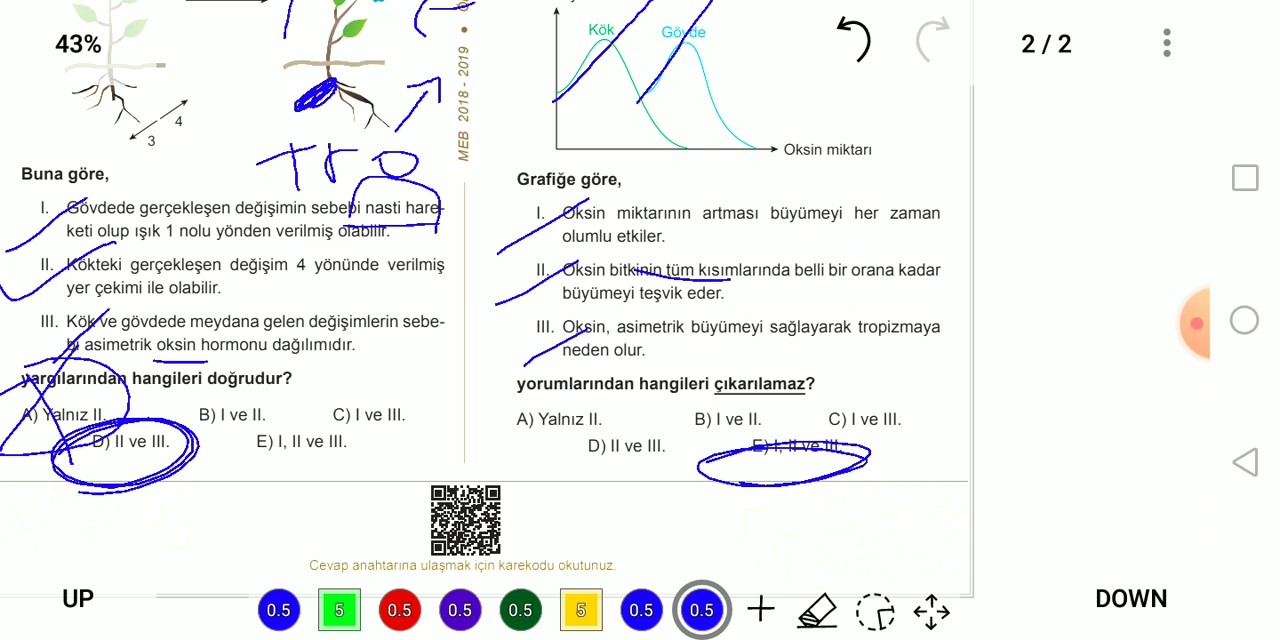 43%
3
4
MEB 2018 - 2019 •
Kök
Gövde
Oksin miktarı
2 / 2
Buna göre,
I. Gövdede gerçekleşen değişimin sebebi nasti hare-
keti olup ışık 1 nolu yönden verilmiş olabilir.
II. Kökteki gerçekleşen değişim 4 yönünde verilmiş
yer çekimi ile olabilir.
III. Kök ve gövdede meydana gelen değişimlerin sebe-
bi asimetrik oksin hormonu dağılımıdır.
yargılarından hangileri doğrudur?
A) Yalnız II. B) I ve II. C) I ve III.
D) II ve III. E) I, II ve III.
Grafiğe göre,
I. Oksin miktarının artması büyümeyi her zaman
olumlu etkiler.
II. Oksin bitkinin tüm kısımlarında belli bir orana kadar
büyümeyi teşvik eder.
III. Oksin, asimetrik büyümeyi sağlayarak tropizmaya
neden olur.
yorumlarından hangileri çıkarılamaz?
A) Yalnız II. B) I ve II. C) I ve III.
D) II ve III. E) I, II ve III.
Cevap anahtarına ulaşmak için karekodu okutunuz.
UP
0.5 5 0.5 0.5 0.5 5 0.5 0.5
DOWN